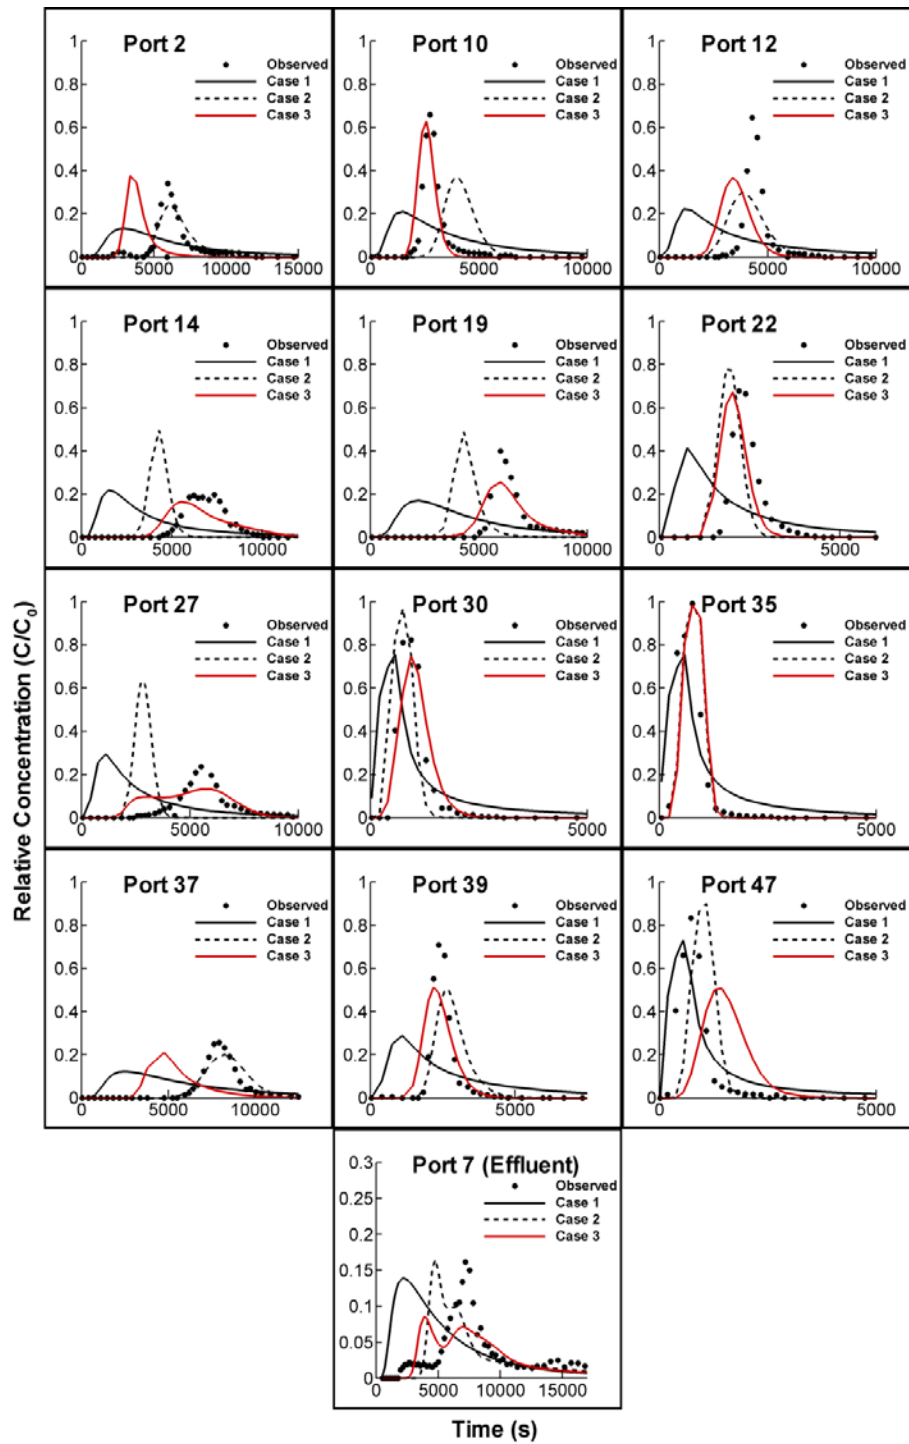 Port 2
1
0.8
0.6
0.4
0.2
0
0 5000 10000 15000
Observed
Case 1
Case 2
Case 3
Port 10
1
0.8
0.6
0.4
0.2
0
0 5000 10000
Observed
Case 1
Case 2
Case 3
Port 12
1
0.8
0.6
0.4
0.2
0
0 5000 10000
Observed
Case 1
Case 2
Case 3
Port 14
1
0.8
0.6
0.4
0.2
0
0 5000 10000
Observed
Case 1
Case 2
Case 3
Port 19
1
0.8
0.6
0.4
0.2
0
0 5000 10000
Observed
Case 1
Case 2
Case 3
Port 22
1
0.8
0.6
0.4
0.2
0
0 5000
Observed
Case 1
Case 2
Case 3
Relative Concentration (C/C₀)
Port 27
1
0.8
0.6
0.4
0.2
0
0 5000 10000
Observed
Case 1
Case 2
Case 3
Port 30
1
0.8
0.6
0.4
0.2
0
0 5000
Observed
Case 1
Case 2
Case 3
Port 35
1
0.8
0.6
0.4
0.2
0
0 5000
Observed
Case 1
Case 2
Case 3
Port 37
1
0.8
0.6
0.4
0.2
0
0 5000 10000
Observed
Case 1
Case 2
Case 3
Port 39
1
0.8
0.6
0.4
0.2
0
0 5000
Observed
Case 1
Case 2
Case 3
Port 47
1
0.8
0.6
0.4
0.2
0
0 5000
Observed
Case 1
Case 2
Case 3
Port 7 (Effluent)
0.3
0.25
0.2
0.15
0.1
0.05
0
0 5000 10000 15000
Observed
Case 1
Case 2
Case 3
Time (s)